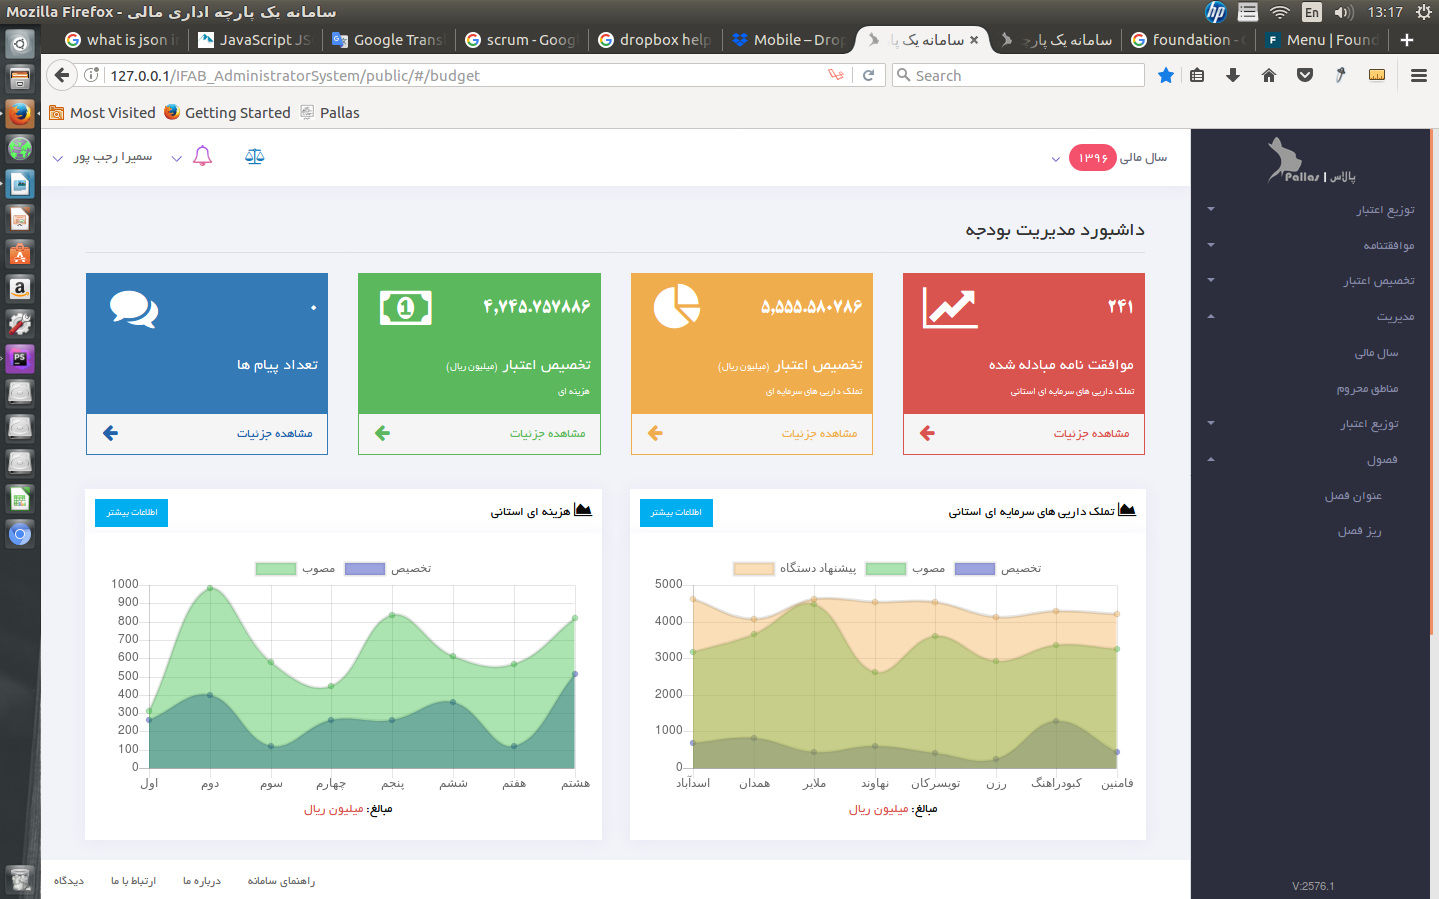 Mozilla Firefox - سامانه یک پارچه اداری مالی
En
13:17
what is json i
JavaScript JS
Google Trans
scrum - Goog
dropbox help
Mobile – Drop
سامانه یک پا
سامانه یک پارچ
foundation -
Menu | Found
127.0.0.1/IFAB_AdministratorSystem/public/#/budget
Search
Most Visited
Getting Started
Pallas
سال مالی ۱۳۹۶
سمیرا رجب پور
Pallas | پالاس
توزیع اعتبار
موافقتنامه
تخصیص اعتبار
مدیریت
سال مالی
مناطق محروم
توزیع اعتبار
فصول
عنوان فصل
ریز فصل
V:2576.1
داشبورد مدیریت بودجه
۲۴۱
موافقت نامه مبادله شده
تملک داریی های سرمایه ای استانی
مشاهده جزئیات
۵,۵۵۵.۵۸۰۷۸۶
تخصیص اعتبار (میلیون ریال)
تملک داریی های سرمایه ای
مشاهده جزئیات
۴,۷۴۵.۷۵۷۸۸۶
تخصیص اعتبار (میلیون ریال)
هزینه ای
مشاهده جزئیات
۰
تعداد پیام ها
مشاهده جزئیات
تملک داریی های سرمایه ای استانی
اطلاعات بیشتر
پیشنهاد دستگاه
مصوب
تخصیص
5000
4000
3000
2000
1000
0
اسدآباد
همدان
ملایر
نهاوند
تویسرکان
رزن
کبودراهنگ
فامنین
مبالغ: میلیون ریال
هزینه ای استانی
اطلاعات بیشتر
مصوب
تخصیص
1000
900
800
700
600
500
400
300
200
100
0
اول
دوم
سوم
چهارم
پنجم
ششم
هفتم
هشتم
مبالغ: میلیون ریال
راهنمای سامانه
درباره ما
ارتباط با ما
دیدگاه